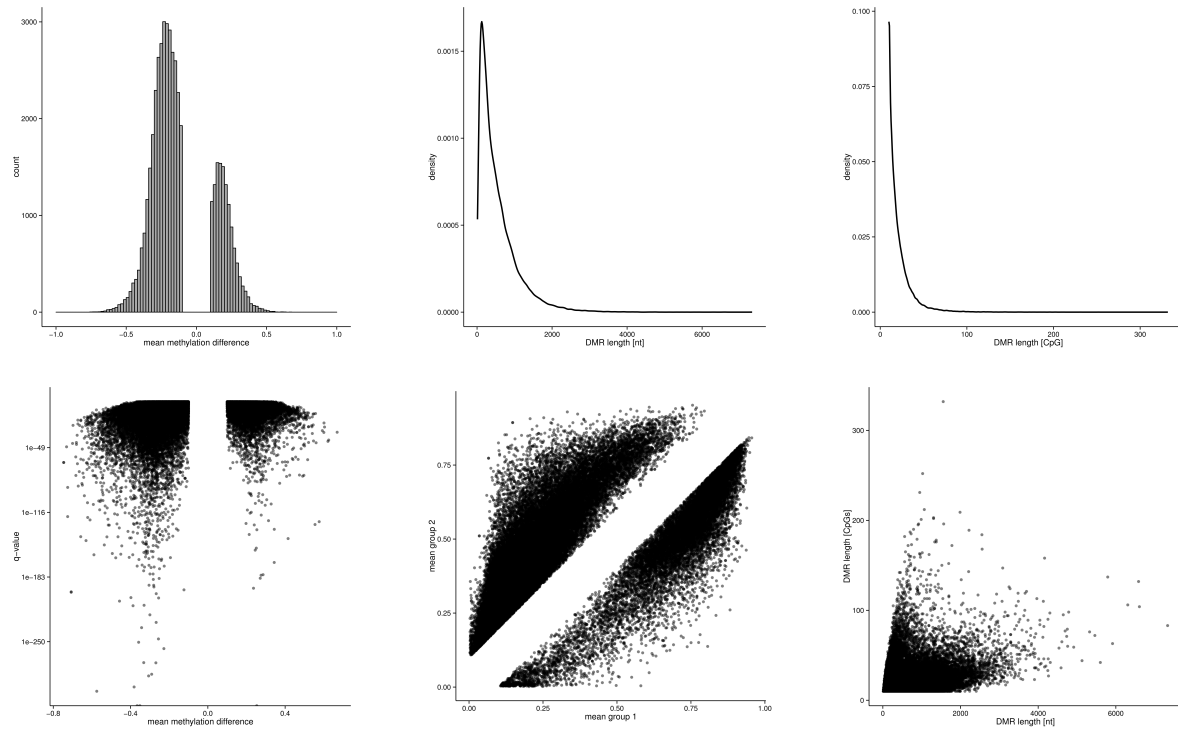 3000
2000
1000
0
count
−1.0
−0.5
0.0
0.5
1.0
mean methylation difference
0.0015
0.0010
0.0005
0.0000
density
0
2000
4000
6000
DMR length [nt]
0.100
0.075
0.050
0.025
0.000
density
0
100
200
300
DMR length [CpG]
1e−49
1e−116
1e−183
1e−250
q−value
−0.8
−0.4
0.0
0.4
mean methylation difference
0.75
0.50
0.25
0.00
mean group 2
0.00
0.25
0.50
0.75
1.00
mean group 1
300
200
100
0
DMR length [CpGs]
0
2000
4000
6000
DMR length [nt]